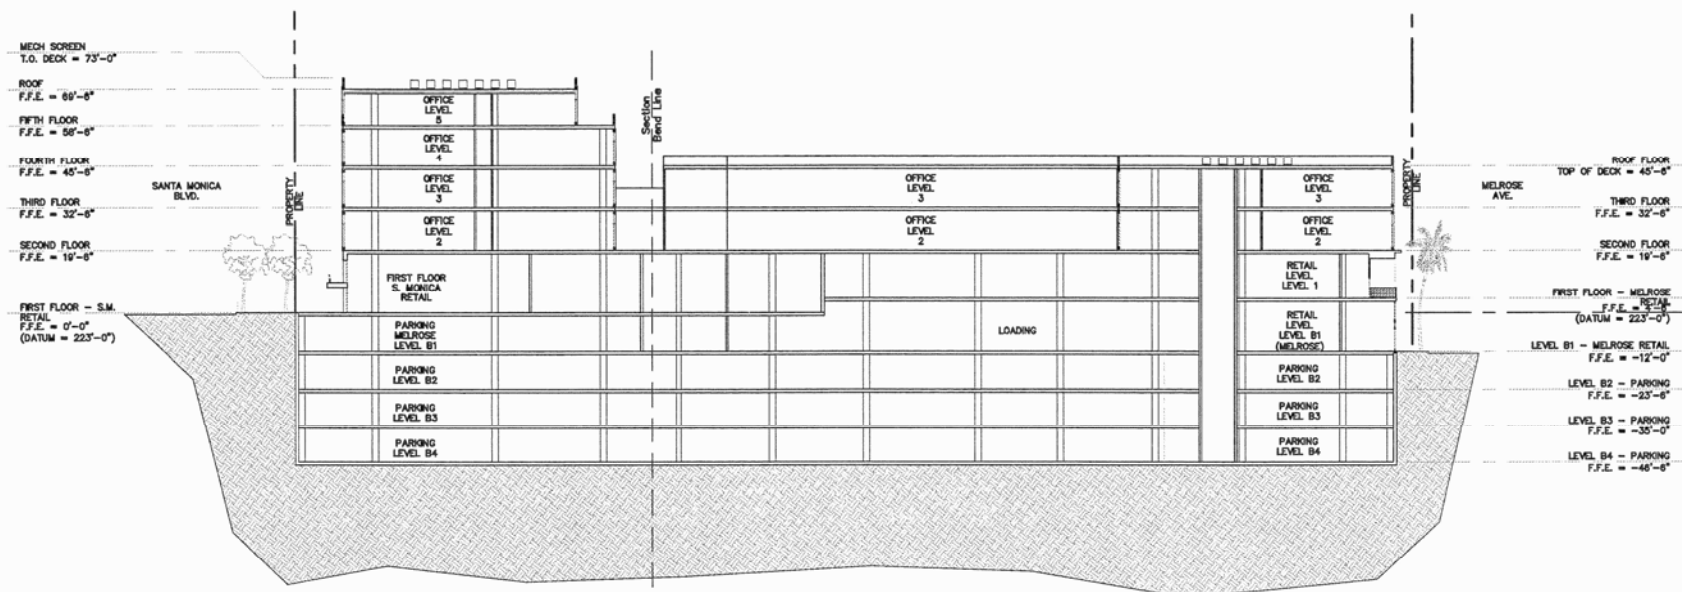 MECH SCREEN
T.O. DECK = 73'-0"
ROOF
F.F.E. = 69'-6"
FIFTH FLOOR
F.F.E. = 58'-6"
FOURTH FLOOR
F.F.E. = 45'-6"
THIRD FLOOR
F.F.E. = 32'-6"
SECOND FLOOR
F.F.E. = 19'-6"
FIRST FLOOR - S.M.
RETAIL
F.F.E. = 0'-0"
(DATUM = 223'-0")
SANTA MONICA
BLVD.
PROPERTY
LINE
OFFICE
LEVEL
5
OFFICE
LEVEL
4
OFFICE
LEVEL
3
OFFICE
LEVEL
2
FIRST FLOOR
S. MONICA
RETAIL
PARKING
MELROSE
LEVEL B1
PARKING
LEVEL B2
PARKING
LEVEL B3
PARKING
LEVEL B4
Section
Bend Line
OFFICE
LEVEL
3
OFFICE
LEVEL
2
LOADING
OFFICE
LEVEL
3
OFFICE
LEVEL
2
RETAIL
LEVEL
LEVEL 1
RETAIL
LEVEL
LEVEL B1
(MELROSE)
PARKING
LEVEL B2
PARKING
LEVEL B3
PARKING
LEVEL B4
PROPERTY
LINE
MELROSE
AVE.
ROOF FLOOR
TOP OF DECK = 45'-6"
THIRD FLOOR
F.F.E. = 32'-6"
SECOND FLOOR
F.F.E. = 19'-6"
FIRST FLOOR - MELROSE
RETAIL
F.F.E. =
(DATUM = 223'-0")
LEVEL B1 - MELROSE RETAIL
F.F.E. = -12'-0"
LEVEL B2 - PARKING
F.F.E. = -23'-6"
LEVEL B3 - PARKING
F.F.E. = -35'-0"
LEVEL B4 - PARKING
F.F.E. = -46'-6"